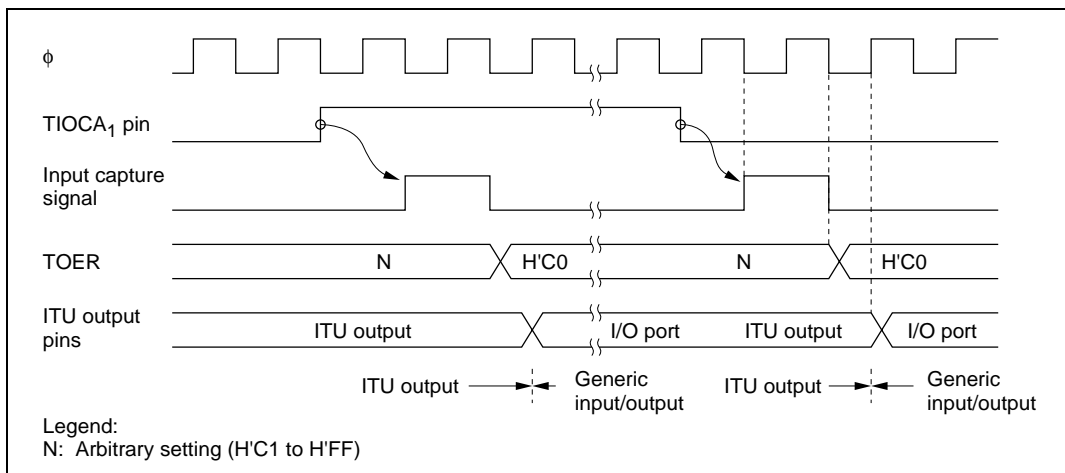 ϕ
TIOCA1 pin
Input capture
signal
TOER
N
H'C0
N
H'C0
ITU output
pins
ITU output
I/O port
ITU output
I/O port
ITU output
Generic
input/output
ITU output
Generic
input/output
Legend:
N: Arbitrary setting (H'C1 to H'FF)